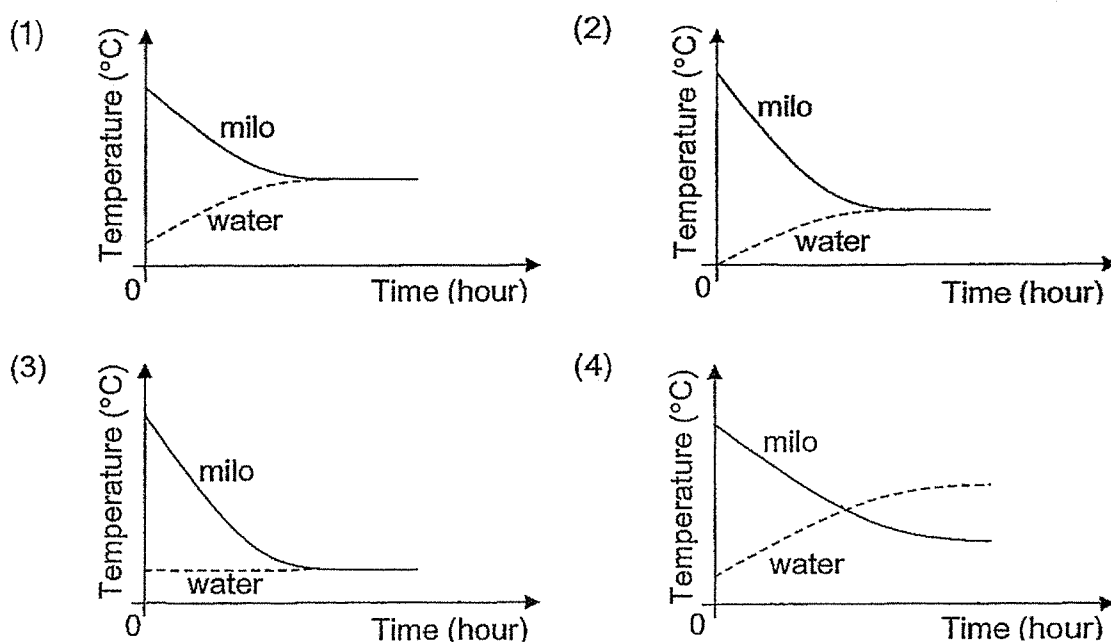 (1)
Temperature (°C)
milo
water
0
Time (hour)
(2)
Temperature (°C)
milo
water
0
Time (hour)
(3)
Temperature (°C)
milo
water
0
Time (hour)
(4)
Temperature (°C)
milo
water
0
Time (hour)